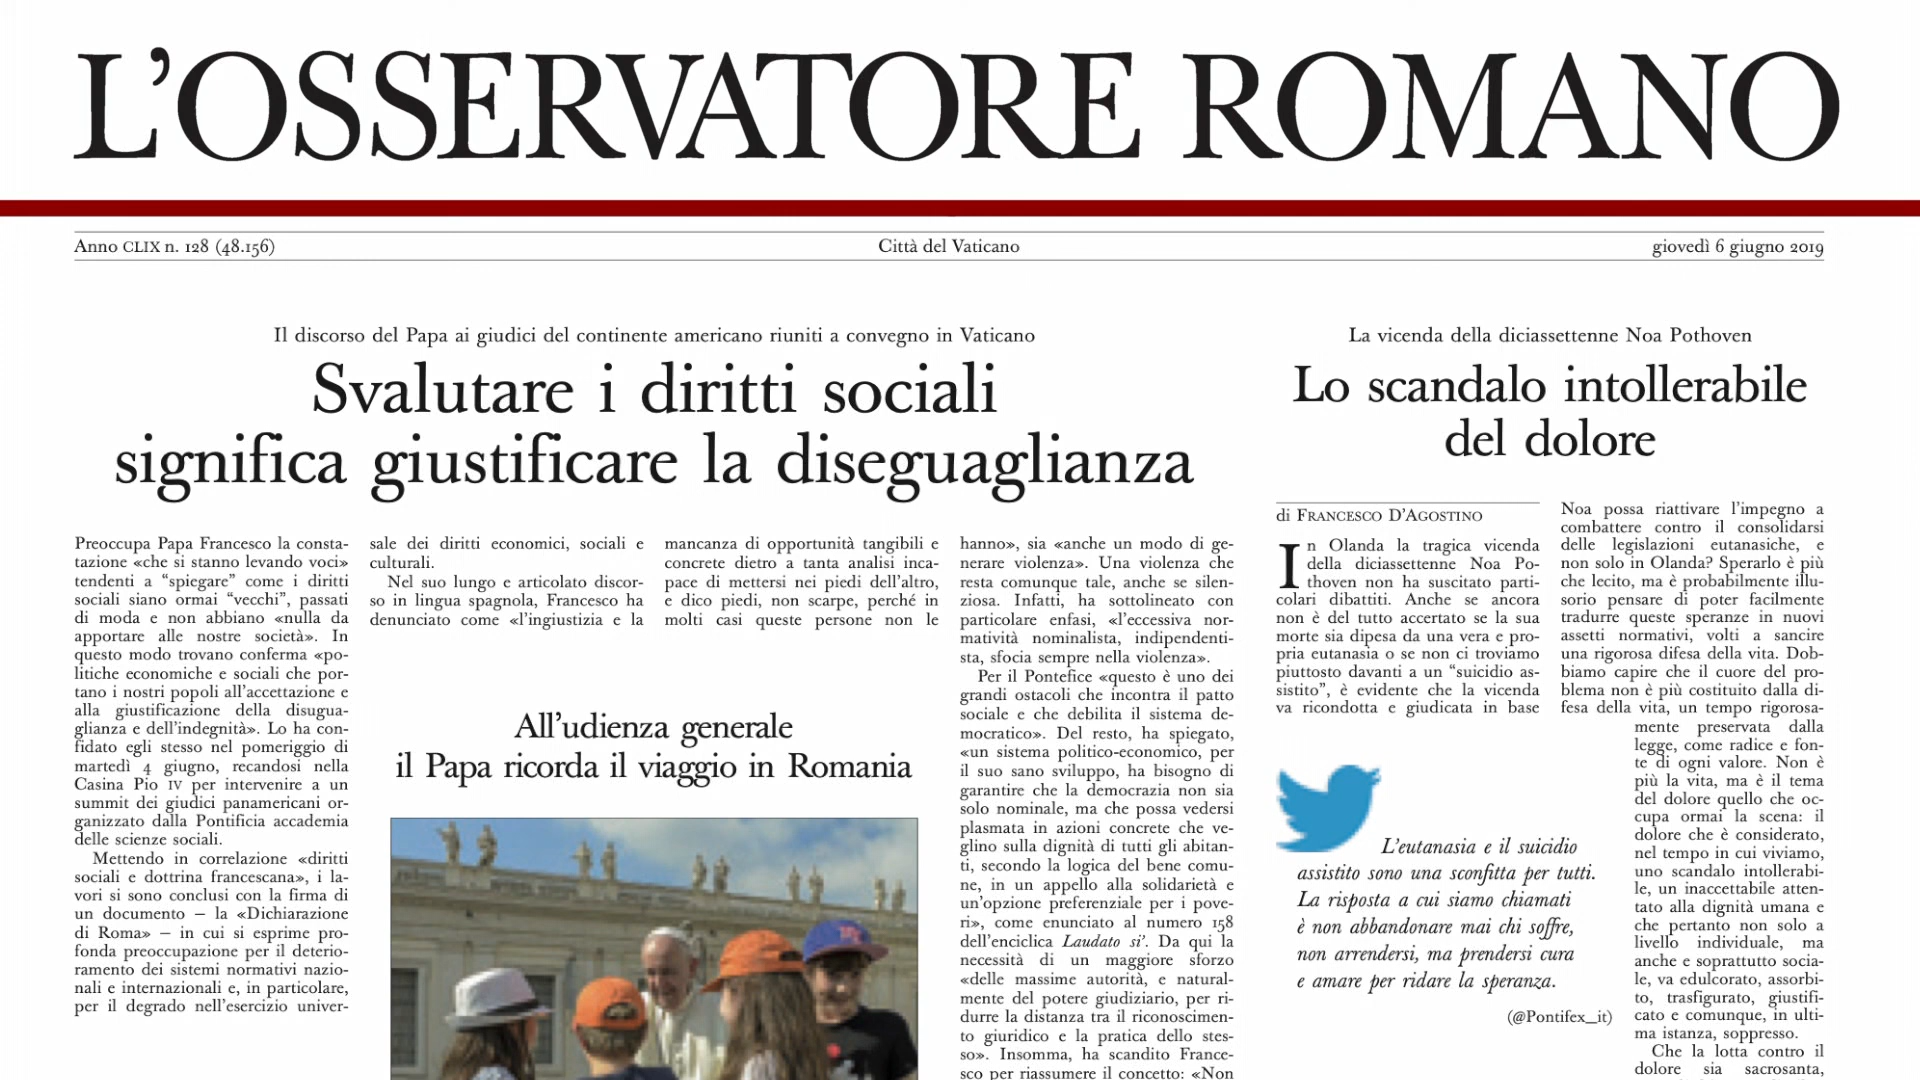 L'OSSERVATORE ROMANO
Anno CLIX n. 128 (48.156)
Città del Vaticano
giovedì 6 giugno 2019
Il discorso del Papa ai giudici del continente americano riuniti a convegno in Vaticano
Svalutare i diritti sociali
significa giustificare la diseguaglianza
Preoccupa Papa Francesco la consta-
tazione «che si stanno levando voci»
tendenti a “spiegare” come i diritti
sociali siano ormai “vecchi”, passati
di moda e non abbiano «nulla da
apportare alle nostre società». In
questo modo trovano conferma «po-
litiche economiche e sociali che por-
tano i nostri popoli all'accettazione e
alla giustificazione della disugua-
glianza e dell'indegnità». Lo ha con-
fidato egli stesso nel pomeriggio di
martedì 4 giugno, recandosi nella
Casina Pio IV per intervenire a un
summit dei giudici panamericani or-
ganizzato dalla Pontificia accademia
delle scienze sociali.
Mettendo in correlazione «diritti
sociali e dottrina francescana», i la-
vori si sono conclusi con la firma di
un documento – la «Dichiarazione
di Roma» – in cui si esprime pro-
fonda preoccupazione per il deterio-
ramento dei sistemi normativi nazio-
nali e internazionali e, in particolare,
per il degrado nell'esercizio univer-
sale dei diritti economici, sociali e
culturali.
Nel suo lungo e articolato discor-
so in lingua spagnola, Francesco ha
denunciato come «l'ingiustizia e la
mancanza di opportunità tangibili e
concrete dietro a tanta analisi inca-
pace di mettersi nei piedi dell'altro,
e dico piedi, non scarpe, perché in
molti casi queste persone non le
hanno», sia «anche un modo di ge-
nerare violenza». Una violenza che
resta comunque tale, anche se silen-
ziosa. Infatti, ha sottolineato con
particolare enfasi, «l'eccessiva nor-
matività nominalista, indipendenti-
sta, sfocia sempre nella violenza».
Per il Pontefice «questo è uno dei
grandi ostacoli che incontra il patto
sociale e che debilita il sistema de-
mocratico». Del resto, ha spiegato,
«un sistema politico-economico, per
il suo sano sviluppo, ha bisogno di
garantire che la democrazia non sia
solo nominale, ma che possa vedersi
plasmata in azioni concrete che ve-
glino sulla dignità di tutti gli abitan-
ti, secondo la logica del bene comu-
ne, in un appello alla solidarietà e
un'opzione preferenziale per i pove-
ri», come enunciato al numero 158
dell'enciclica Laudato si'. Da qui la
necessità di un maggiore sforzo
«delle massime autorità, e natural-
mente del potere giudiziario, per ri-
durre la distanza tra il riconoscimen-
to giuridico e la pratica dello stes-
so». Insomma, ha scandito France-
sco per riassumere il concetto: «Non
All'udienza generale
il Papa ricorda il viaggio in Romania
La vicenda della diciassettenne Noa Pothoven
Lo scandalo intollerabile
del dolore
di FRANCESCO D'AGOSTINO
In Olanda la tragica vicenda
della diciassettenne Noa Po-
thoven non ha suscitato parti-
colari dibattiti. Anche se ancora
non è del tutto accertato se la sua
morte sia dipesa da una vera e pro-
pria eutanasia o se non ci troviamo
piuttosto davanti a un “suicidio as-
sistito”, è evidente che la vicenda
va ricondotta e giudicata in base
Noa possa riattivare l'impegno a
combattere contro il consolidarsi
delle legislazioni eutanasiche, e
non solo in Olanda? Sperarlo è più
che lecito, ma è probabilmente illu-
sorio pensare di poter facilmente
tradurre queste speranze in nuovi
assetti normativi, volti a sancire
una rigorosa difesa della vita. Dob-
biamo capire che il cuore del pro-
blema non è più costituito dalla di-
fesa della vita, un tempo rigorosa-
mente preservata dalla
legge, come radice e fon-
te di ogni valore. Non è
più la vita, ma è il tema
del dolore quello che oc-
cupa ormai la scena: il
dolore che è considerato,
nel tempo in cui viviamo,
uno scandalo intollerabi-
le, un inaccettabile atten-
tato alla dignità umana e
che pertanto non solo a
livello individuale, ma
anche e soprattutto socia-
le, va edulcorato, assorbi-
to, trasfigurato, giustifi-
cato e comunque, in ulti-
ma istanza, soppresso.
Che la lotta contro il
dolore sia sacrosanta,
L'eutanasia e il suicidio
assistito sono una sconfitta per tutti.
La risposta a cui siamo chiamati
è non abbandonare mai chi soffre,
non arrendersi, ma prendersi cura
e amare per ridare la speranza.
(@Pontifex_it)